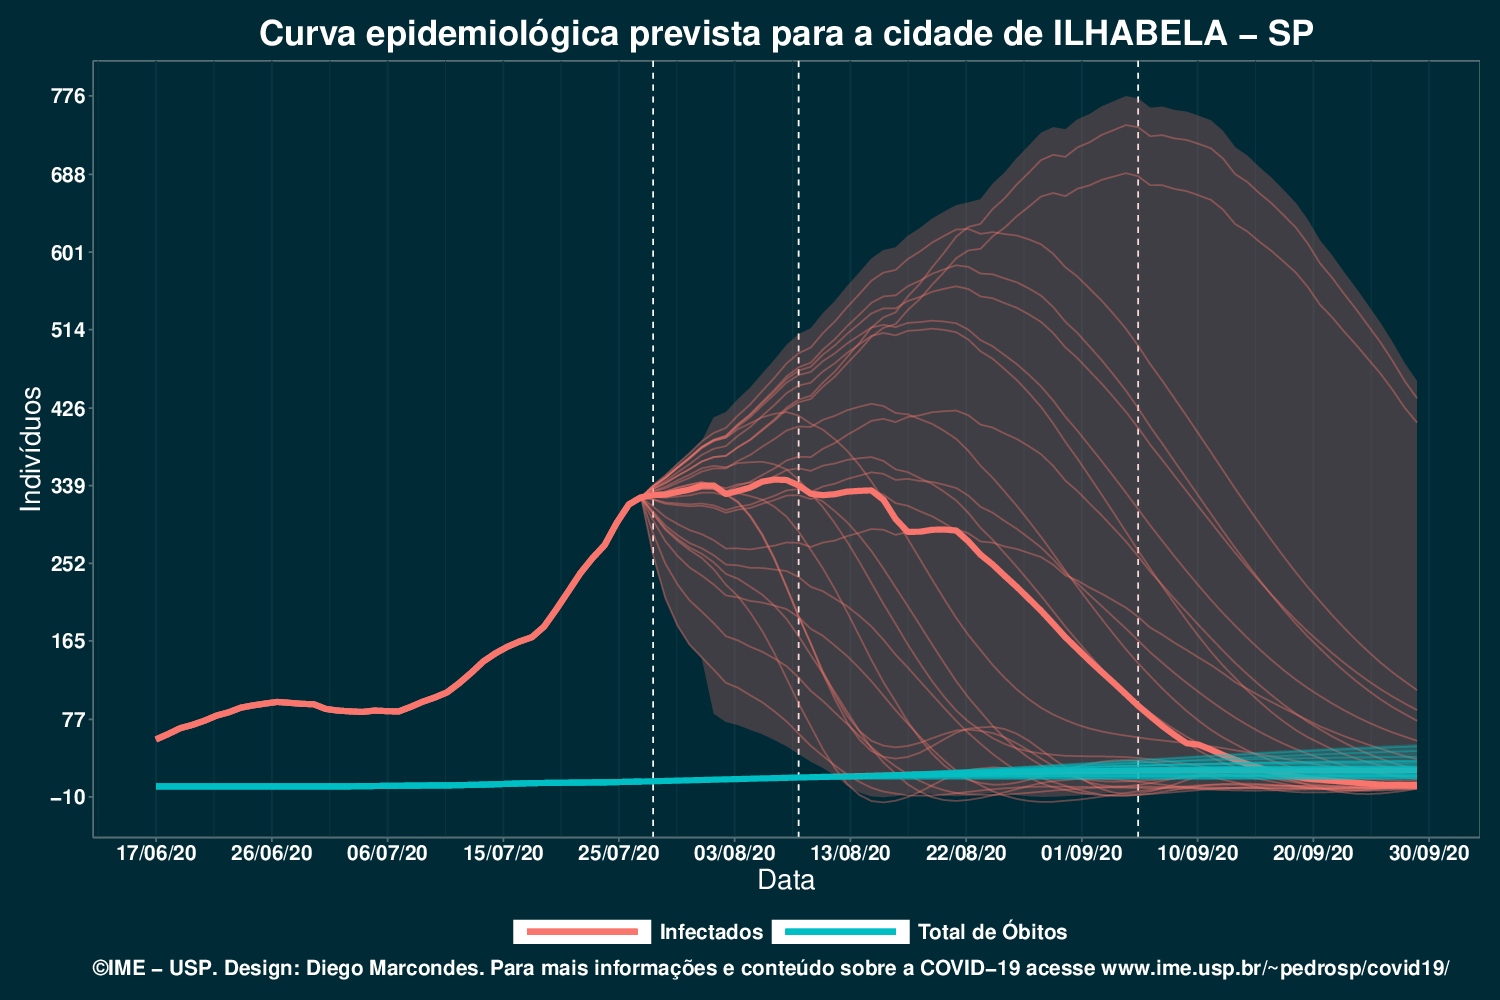 Curva epidemiológica prevista para a cidade de ILHABELA – SP
776
688
601
514
426
339
252
165
77
−10
Indivíduos
17/06/20 26/06/20 06/07/20 15/07/20 25/07/20 03/08/20 13/08/20 22/08/20 01/09/20 10/09/20 20/09/20 30/09/20
Data
Infectados Total de Óbitos
©IME – USP. Design: Diego Marcondes. Para mais informações e conteúdo sobre a COVID−19 acesse www.ime.usp.br/~pedrosp/covid19/